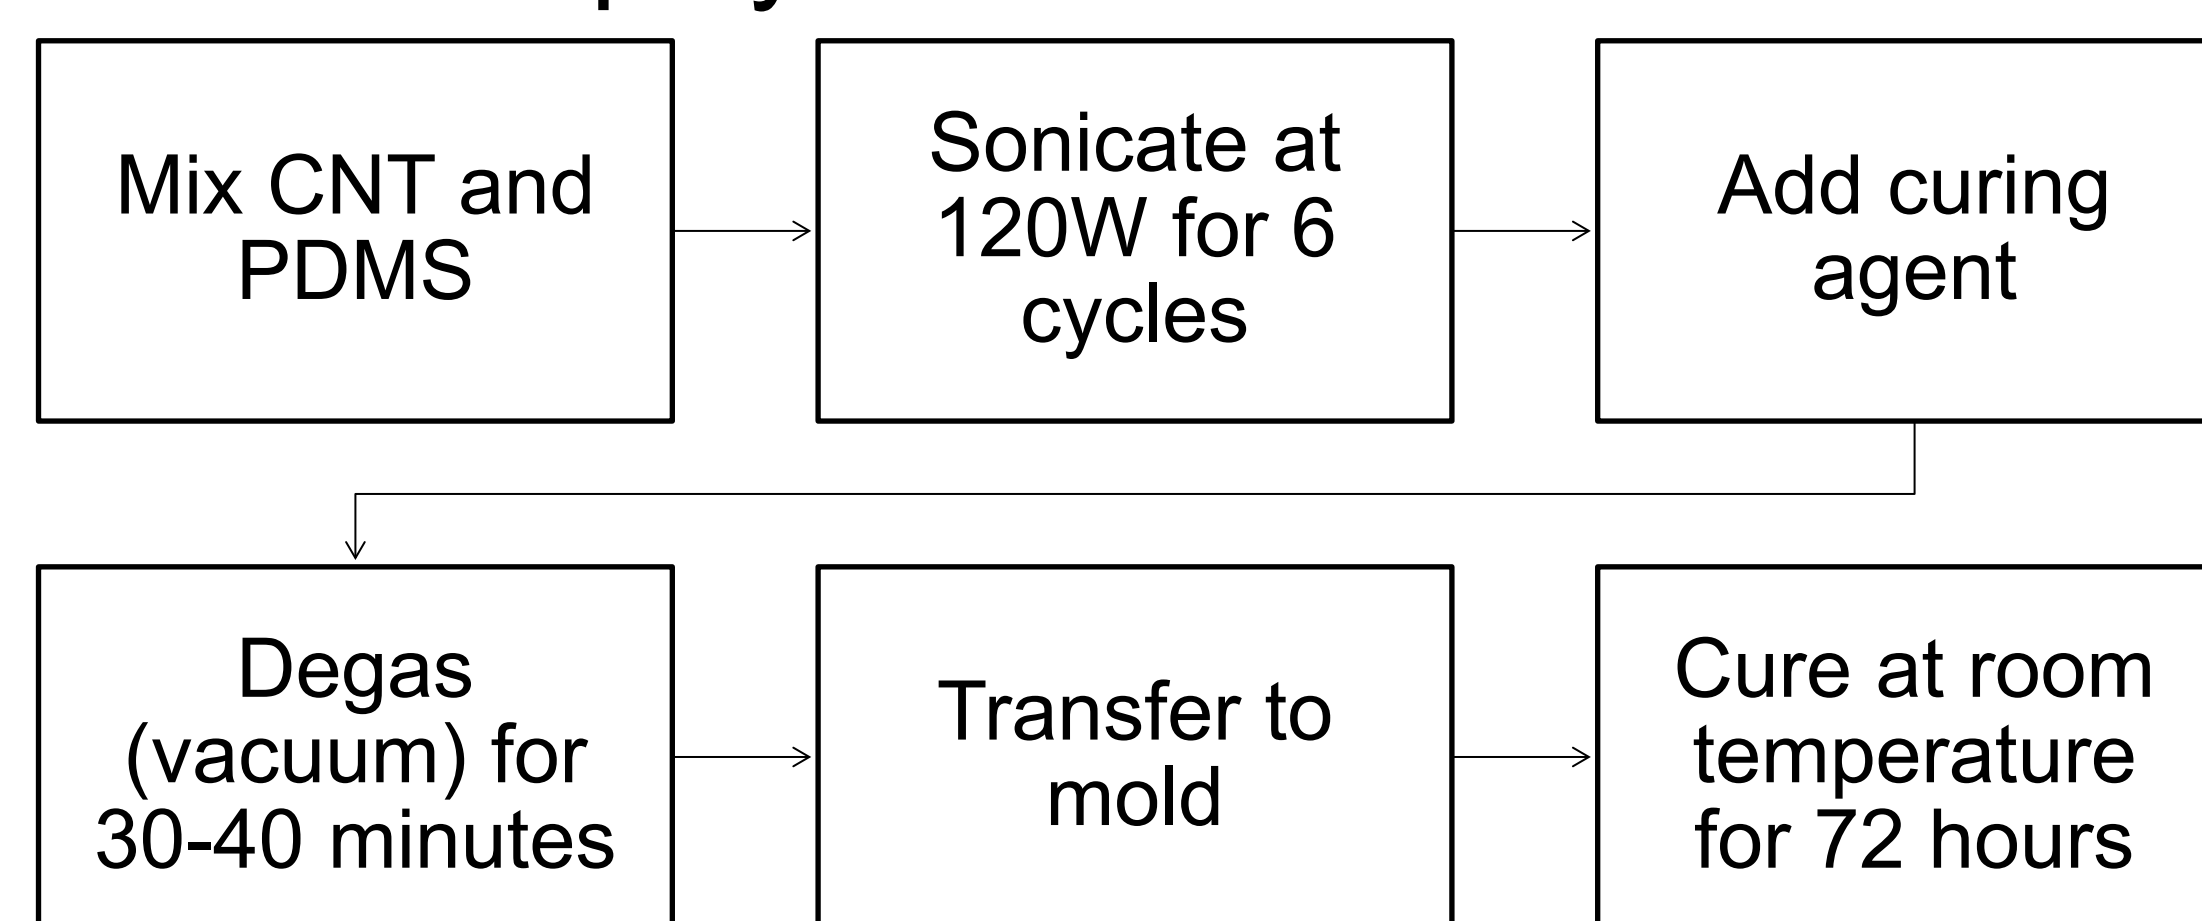 Mix CNT and
PDMS
Sonicate at
120W for 6
cycles
Add curing
agent
Degas
(vacuum) for
30-40 minutes
Transfer to
mold
Cure at room
temperature
for 72 hours